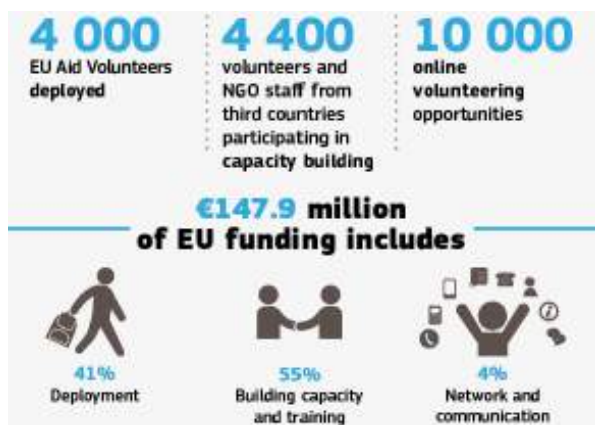 4 000
EU Aid Volunteers
deployed
4 400
volunteers and
NGO staff from
third countries
participating in
capacity building
10 000
online
volunteering
opportunities
€147.9 million
of EU funding includes
41%
Deployment
55%
Building capacity
and training
4%
Network and
communication